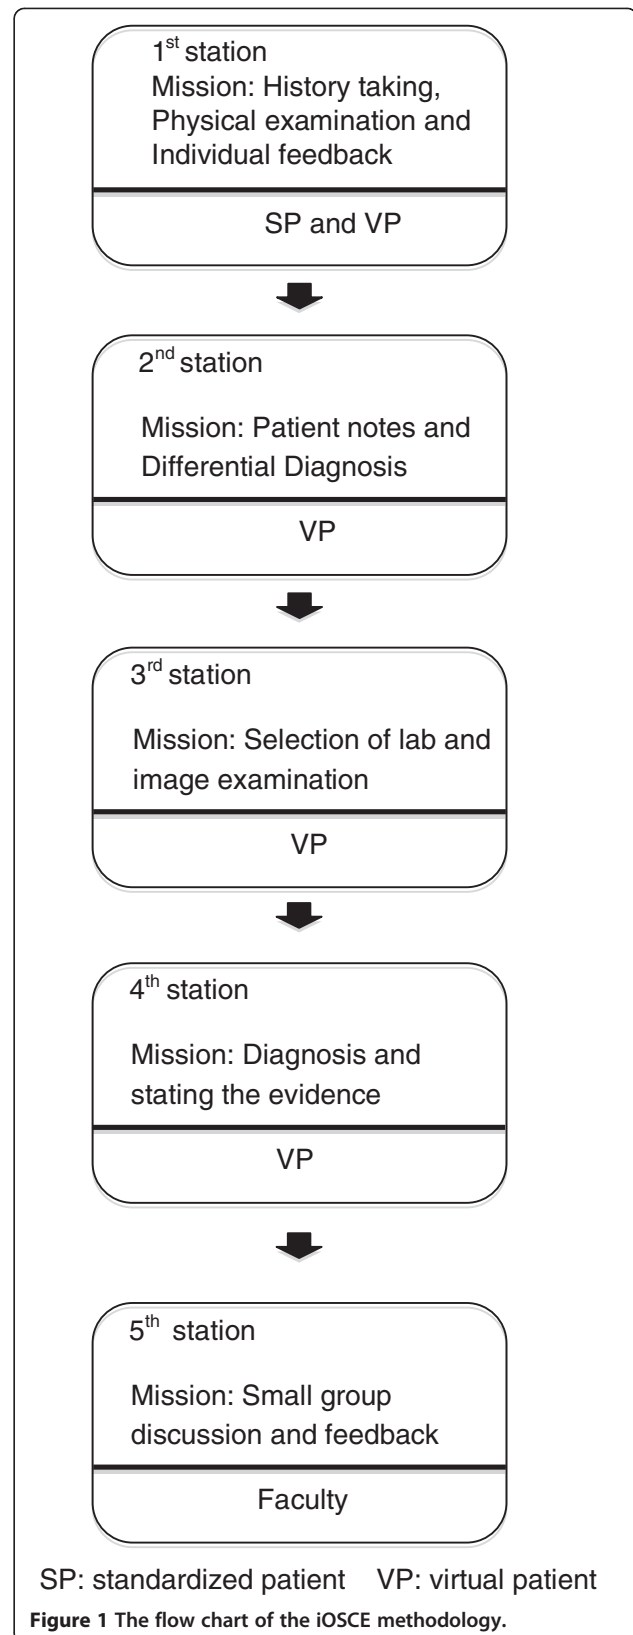 1st station
Mission: History taking,
Physical examination and
Individual feedback
SP and VP
2nd station
Mission: Patient notes and
Differential Diagnosis
VP
3rd station
Mission: Selection of lab and
image examination
VP
4th station
Mission: Diagnosis and
stating the evidence
VP
5th station
Mission: Small group
discussion and feedback
Faculty
SP: standardized patient VP: virtual patient
Figure 1 The flow chart of the iOSCE methodology.